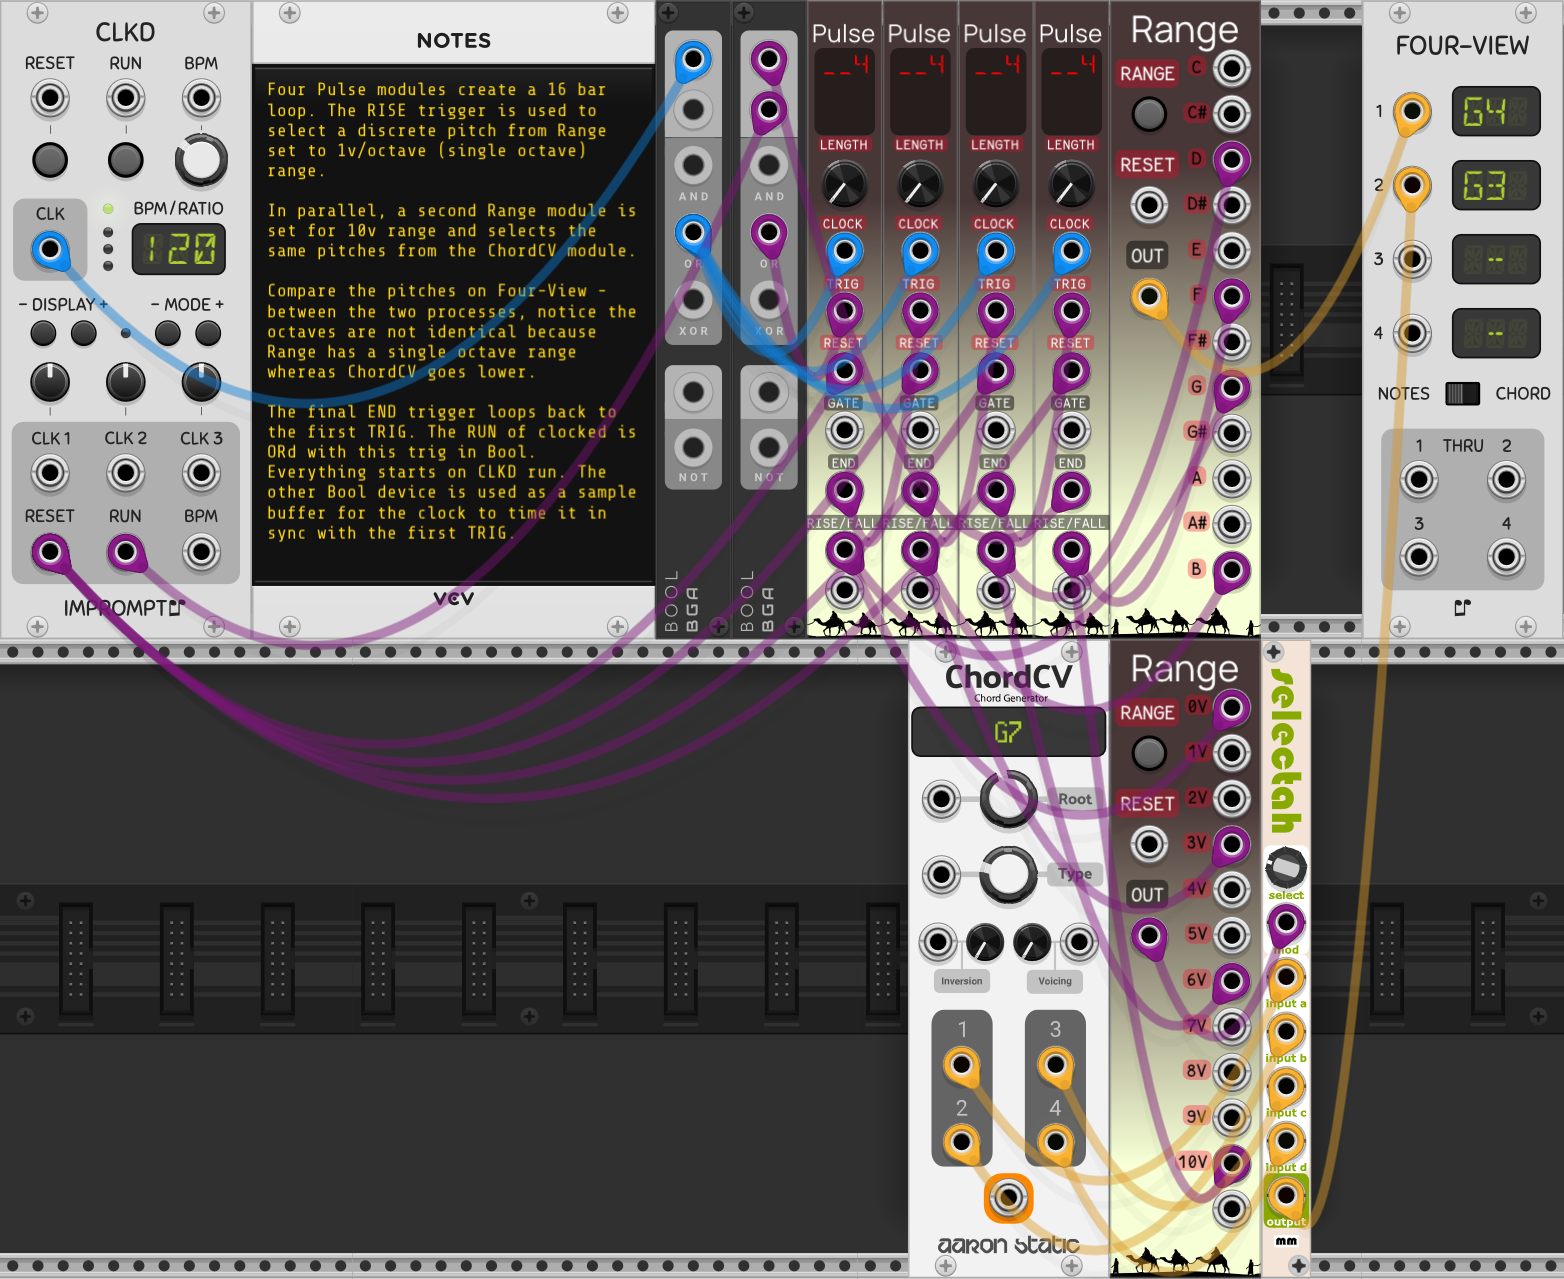 CLKD
RESET RUN BPM
CLK
BPM/RATIO
120
- DISPLAY +
- MODE +
CLK 1 CLK 2 CLK 3
RESET RUN BPM
IMPROMPT
NOTES
Four Pulse modules create a 16 bar
loop. The RISE trigger is used to
select a discrete pitch from Range
set to 1v/octave (single octave)
range.
In parallel, a second Range module is
set for 10v range and selects the
same pitches from the ChordCV module.
Compare the pitches on Four-View -
between the two processes, notice the
octaves are not identical because
Range has a single octave range
whereas ChordCV goes lower.
The final END trigger loops back to
the first TRIG. The RUN of clocked is
ORd with this trig in Bool.
Everything starts on CLKD run. The
other Bool device is used as a sample
buffer for the clock to time it in
sync with the first TRIG.
VCV
AND
OR
XOR
NOT
BOOL
BGA
AND
OR
XOR
NOT
BOOL
BGA
Pulse Pulse Pulse Pulse
__4 __4 __4 __4
LENGTH LENGTH LENGTH LENGTH
CLOCK CLOCK CLOCK CLOCK
TRIG TRIG TRIG TRIG
RESET RESET RESET RESET
GATE GATE GATE GATE
END END END END
RISE/FALL RISE/FALL RISE/FALL RISE/FALL
Range
RANGE
RESET
OUT
C
C#
D
D#
E
F
F#
G
G#
A
A#
B
FOUR-VIEW
1 G4
2 G3
3 -
4 --
NOTES CHORD
1 THRU 2
3 4
ChordCV
Chord Generator
G7
Root
Type
Inversion Voicing
1 3
2 4
aaron static
Range
RANGE
RESET
OUT
0V
1V
2V
3V
4V
5V
6V
7V
8V
9V
10V
selectah
select
mod
input a
input b
input c
input d
output
mm